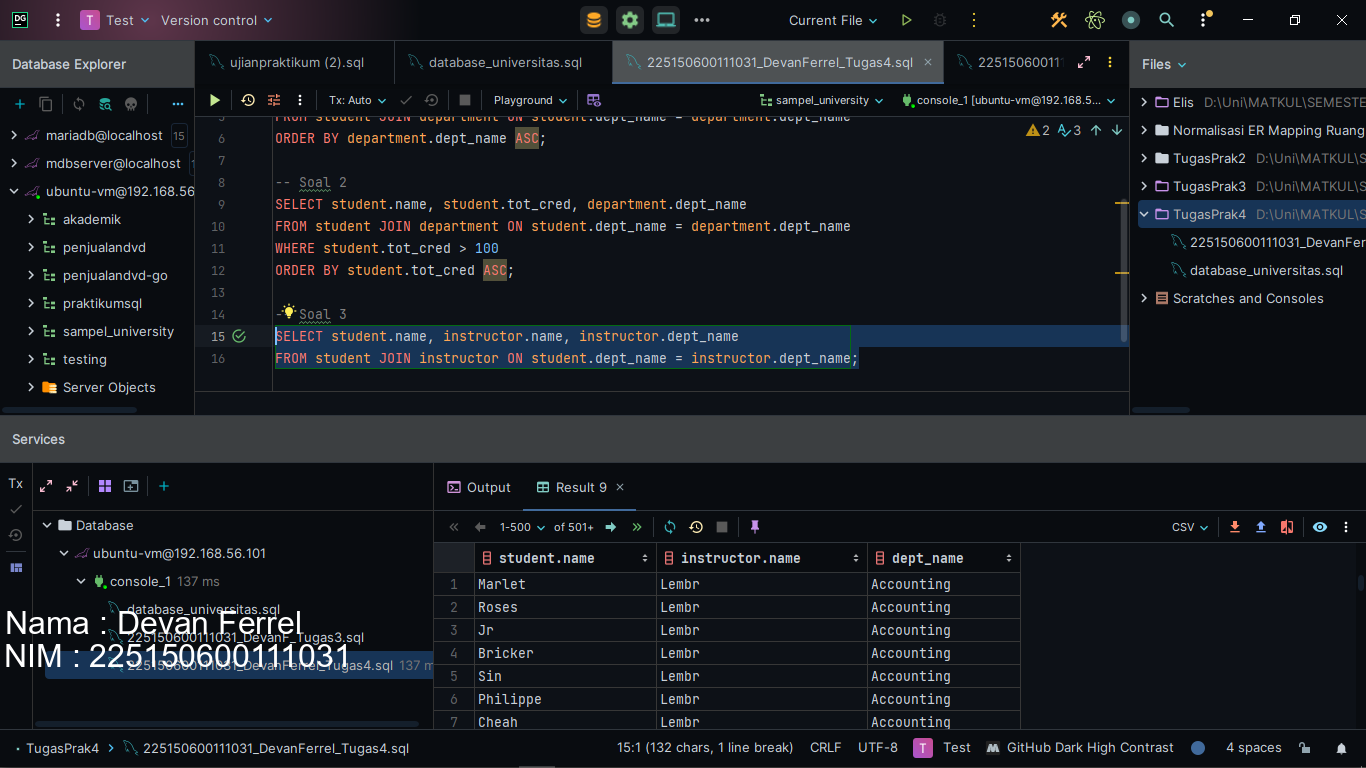 DG
T Test
Version control
Current File
Database Explorer
ujianpraktikum (2).sql
database_universitas.sql
225150600111031_DevanFerrel_Tugas4.sql
22515060011
Files
Tx: Auto
Playground
sampel_university
console_1 [ubuntu-vm@192.168.5...
mariadb@localhost 15
mdbserver@localhost
ubuntu-vm@192.168.56
akademik
penjualandvd
penjualandvd-go
praktikumsql
sampel_university
testing
Server Objects
2 3
5 FROM student JOIN department ON student.dept_name = department.dept_name
6 ORDER BY department.dept_name ASC;
7
8 -- Soal 2
9 SELECT student.name, student.tot_cred, department.dept_name
10 FROM student JOIN department ON student.dept_name = department.dept_name
11 WHERE student.tot_cred > 100
12 ORDER BY student.tot_cred ASC;
13
14 - Soal 3
15 SELECT student.name, instructor.name, instructor.dept_name
16 FROM student JOIN instructor ON student.dept_name = instructor.dept_name;
Elis D:\Uni\MATKUL\SEMESTE
Normalisasi ER Mapping Ruang
TugasPrak2 D:\Uni\MATKUL\S
TugasPrak3 D:\Uni\MATKUL\S
TugasPrak4 D:\Uni\MATKUL\S
225150600111031_DevanFer
database_universitas.sql
Scratches and Consoles
Services
Tx
Database
ubuntu-vm@192.168.56.101
console_1 137 ms
database_universitas.sql
225150600111031_DevanF_Tugas3.sql
225150600111031_DevanFerrel_Tugas4.sql 137 m
Nama : Devan Ferrel
NIM : 225150600111031
Output
Result 9
1-500 of 501+
CSV
student.name instructor.name dept_name
1 Marlet Lembr Accounting
2 Roses Lembr Accounting
3 Jr Lembr Accounting
4 Bricker Lembr Accounting
5 Sin Lembr Accounting
6 Philippe Lembr Accounting
7 Cheah Lembr Accounting
TugasPrak4 225150600111031_DevanFerrel_Tugas4.sql
15:1 (132 chars, 1 line break) CRLF UTF-8 T Test GitHub Dark High Contrast 4 spaces